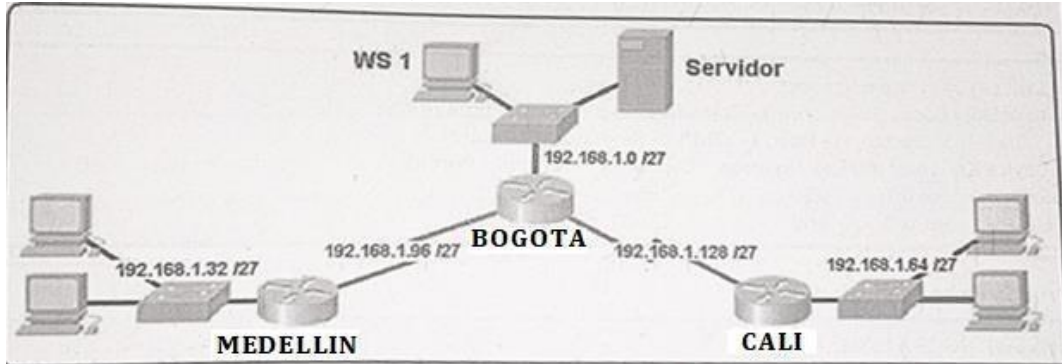 WS 1
Servidor
192.168.1.0 /27
BOGOTA
192.168.1.96 /27
192.168.1.128 /27
192.168.1.32 /27
192.168.1.64 /27
MEDELLIN
CALI